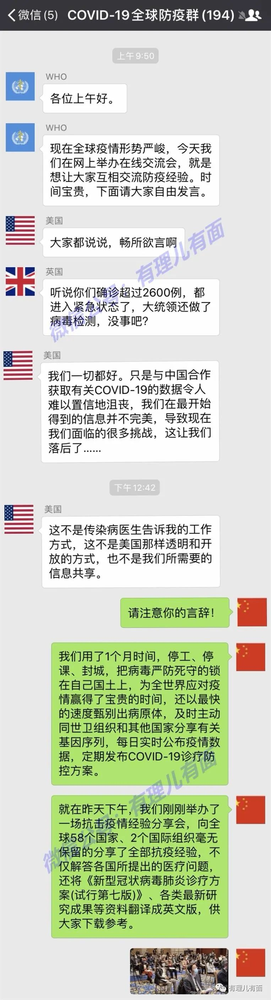 微信(5)
COVID-19全球防疫群(194)
上午9:50
WHO
各位上午好。
WHO
现在全球疫情形势严峻，今天我
们在网上举办在线交流会，就是
想让大家互相交流防疫经验。时
间宝贵，下面请大家自由发言。
美国
大家都说说，畅所欲言啊
微信公号：有理儿有面
英国
听说你们确诊超过2600例，都
进入紧急状态了，大统领还做了
病毒检测，没事吧？
美国
我们一切都好。只是与中国合作
获取有关COVID-19的数据令人
难以置信地沮丧，我们在最开始
得到的信息并不完美，导致现在
我们面临的很多挑战，这让我们
落后了……
下午12:42
美国
这不是传染病医生告诉我的工作
方式，这不是美国那样透明和开
放的方式，也不是我们所需要的
信息共享。
请注意你的言辞！
我们用了1个月时间，停工、停
课、封城，把病毒严防死守的锁
在自己国土上，为全世界应对疫
情赢得了宝贵的时间，还以最快
的速度甄别出病原体，及时主动
同世卫组织和其他国家分享有关
基因序列，每日实时公布疫情数
据，定期发布COVID-19诊疗防
控方案。
微信公号：有理儿有面
就在昨天下午，我们刚刚举办了
一场抗击疫情经验分享会，向全
球58个国家、2个国际组织毫无
保留的分享了全部抗疫经验，不
仅解答各国所提出的医疗问题，
还将《新型冠状病毒肺炎诊疗方
案(试行第七版)》、各类最新研
究成果等资料翻译成英文版，供
大家下载参考。
有理儿有面